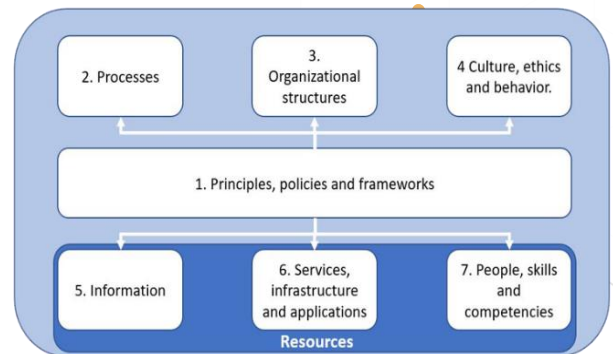 2. Processes
3.
Organizational
structures
4 Culture, ethics
and behavior.
1. Principles, policies and frameworks
5. Information
6. Services,
infrastructure
and applications
7. People, skills
and
competencies
Resources